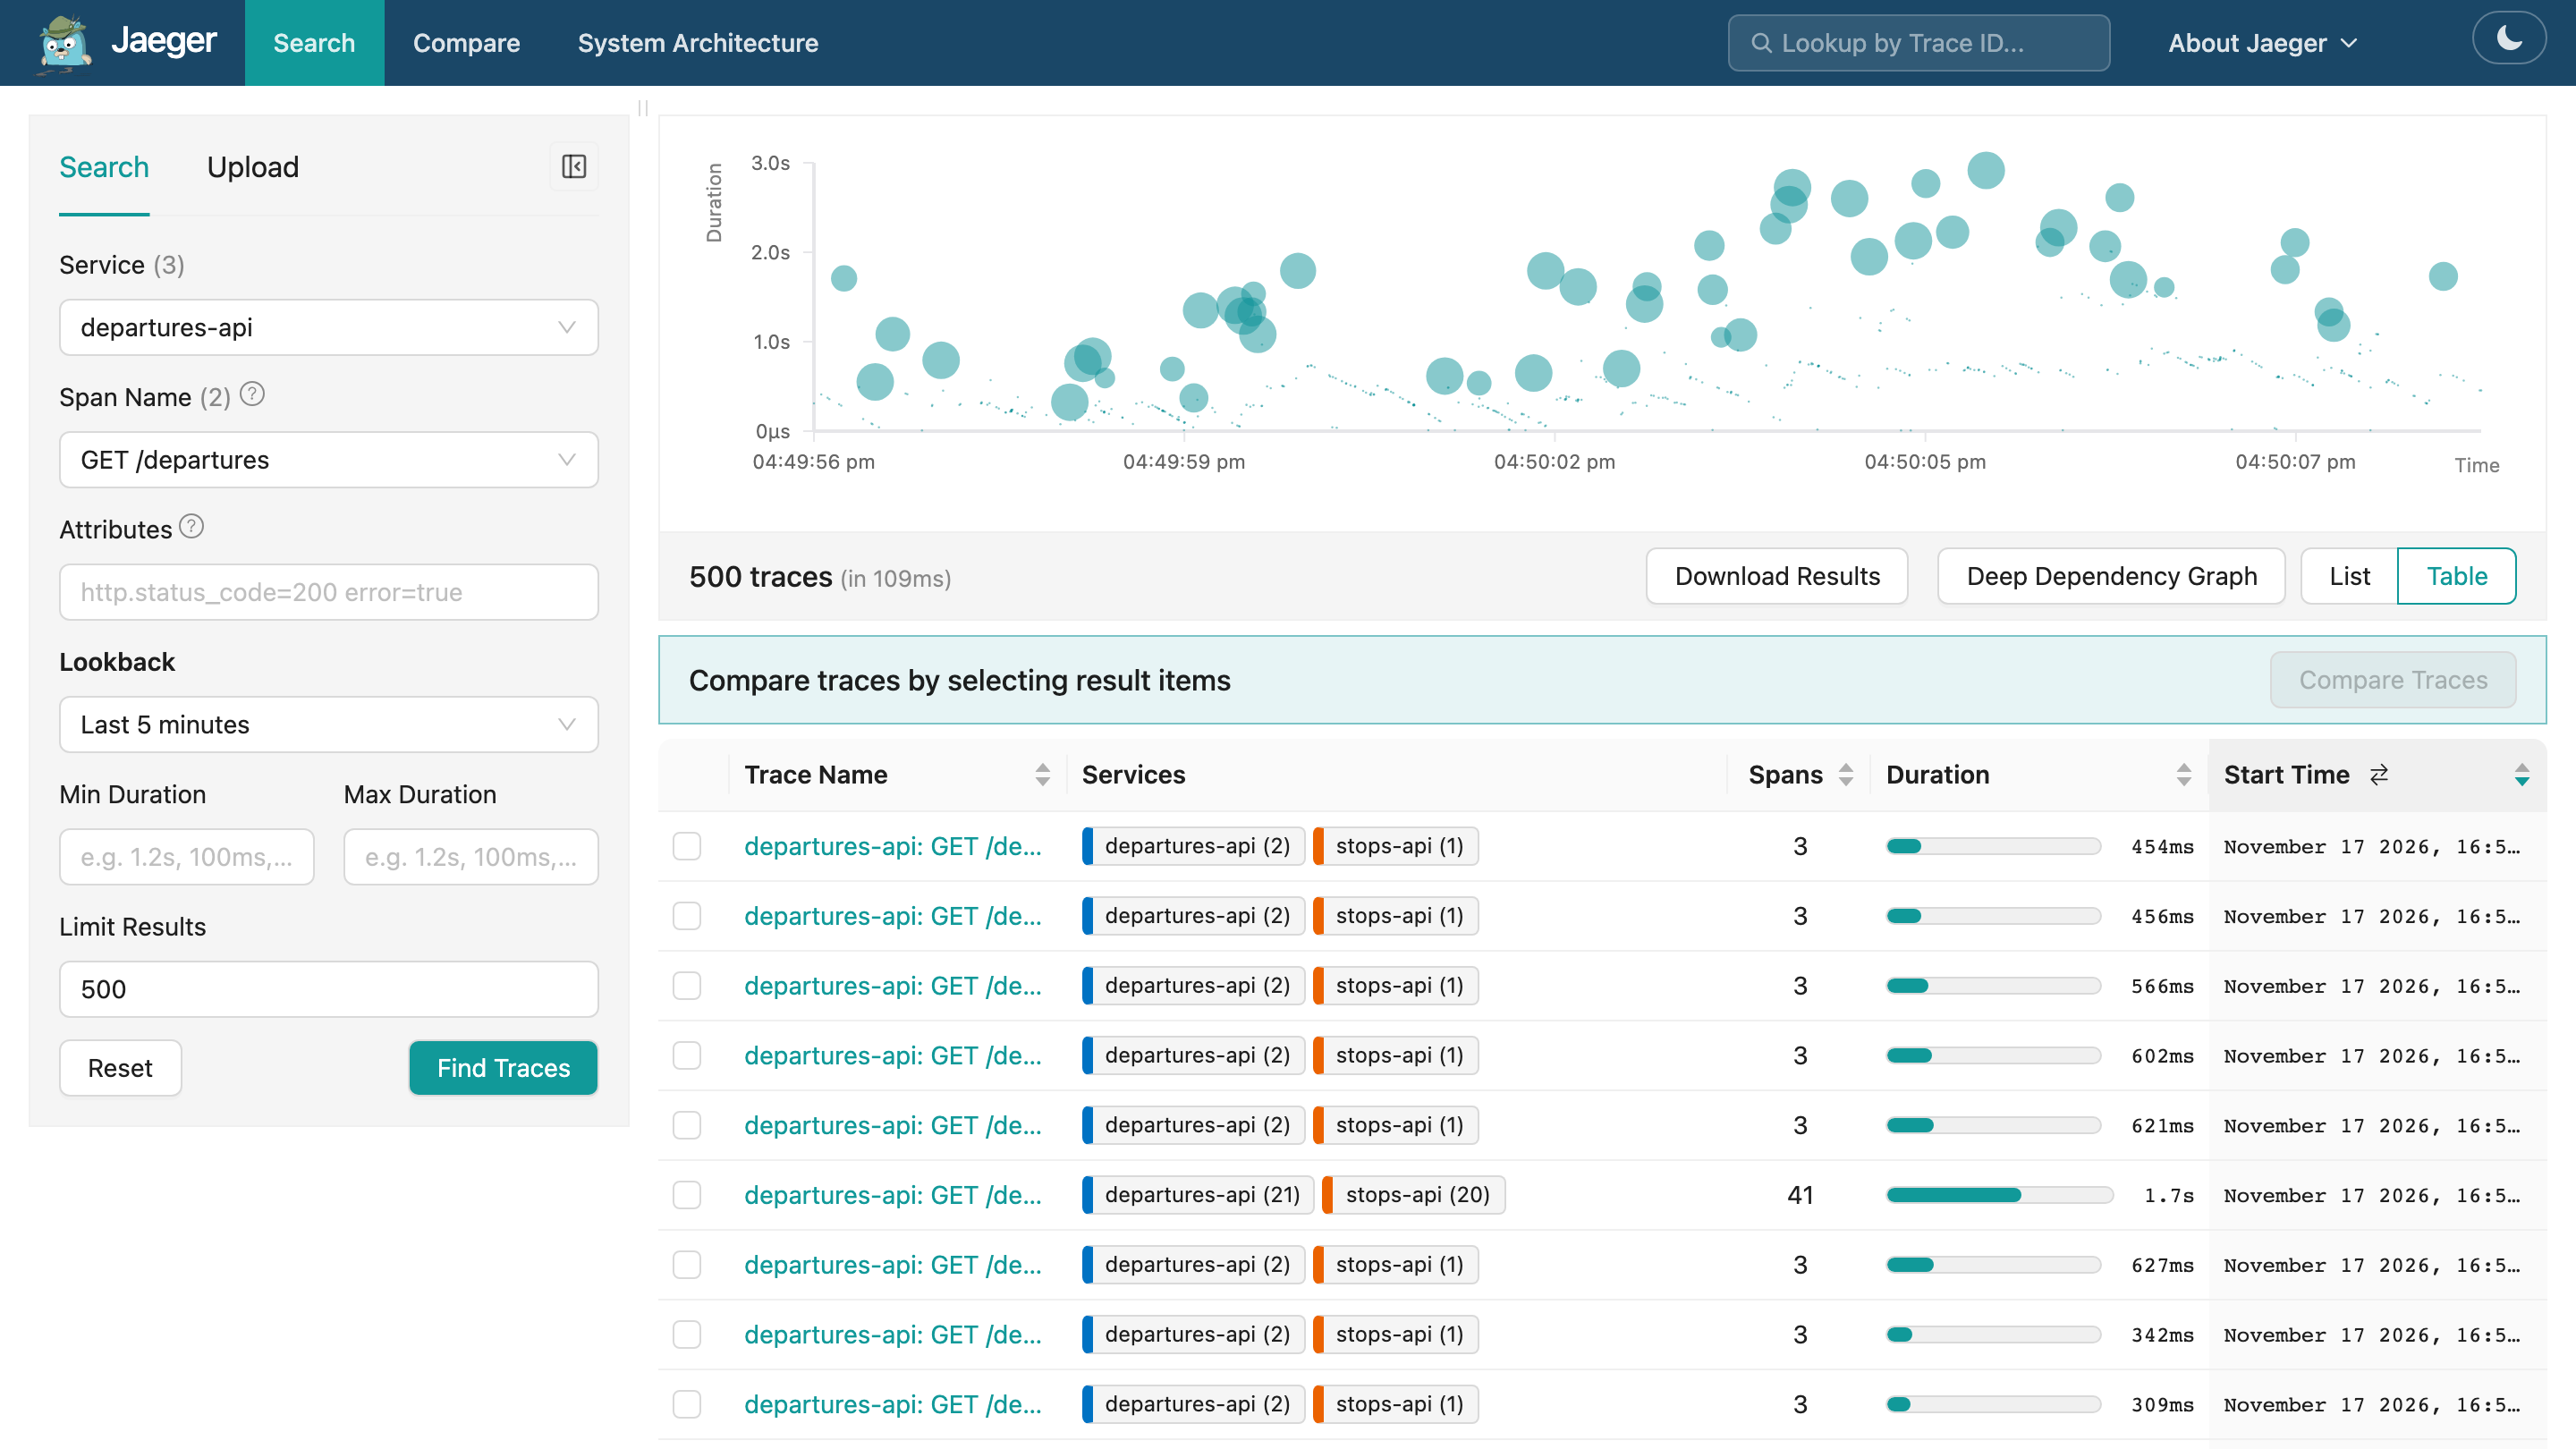 Jaeger
Search
Compare
System Architecture
Lookup by Trace ID...
About Jaeger
Search
Upload
Service (3)
departures-api
Span Name (2)
GET /departures
Attributes
http.status_code=200 error=true
Lookback
Last 5 minutes
Min Duration
Max Duration
e.g. 1.2s, 100ms,...
e.g. 1.2s, 100ms,...
Limit Results
500
Reset
Find Traces
Duration
3.0s
2.0s
1.0s
0μs
04:49:56 pm
04:49:59 pm
04:50:02 pm
04:50:05 pm
04:50:07 pm
Time
500 traces (in 109ms)
Download Results
Deep Dependency Graph
List
Table
Compare traces by selecting result items
Compare Traces
Trace Name
Services
Spans
Duration
Start Time
departures-api: GET /de... departures-api (2) stops-api (1) 3 454ms November 17 2026, 16:5...
departures-api: GET /de... departures-api (2) stops-api (1) 3 456ms November 17 2026, 16:5...
departures-api: GET /de... departures-api (2) stops-api (1) 3 566ms November 17 2026, 16:5...
departures-api: GET /de... departures-api (2) stops-api (1) 3 602ms November 17 2026, 16:5...
departures-api: GET /de... departures-api (2) stops-api (1) 3 621ms November 17 2026, 16:5...
departures-api: GET /de... departures-api (21) stops-api (20) 41 1.7s November 17 2026, 16:5...
departures-api: GET /de... departures-api (2) stops-api (1) 3 627ms November 17 2026, 16:5...
departures-api: GET /de... departures-api (2) stops-api (1) 3 342ms November 17 2026, 16:5...
departures-api: GET /de... departures-api (2) stops-api (1) 3 309ms November 17 2026, 16:5...